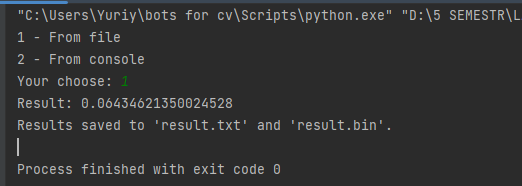 "C:\Users\Yuriy\bots for cv\Scripts\python.exe" "D:\5 SEMESTR\L
1 - From file
2 - From console
Your choose: 1
Result: 0.06434621350024528
Results saved to 'result.txt' and 'result.bin'.
Process finished with exit code 0